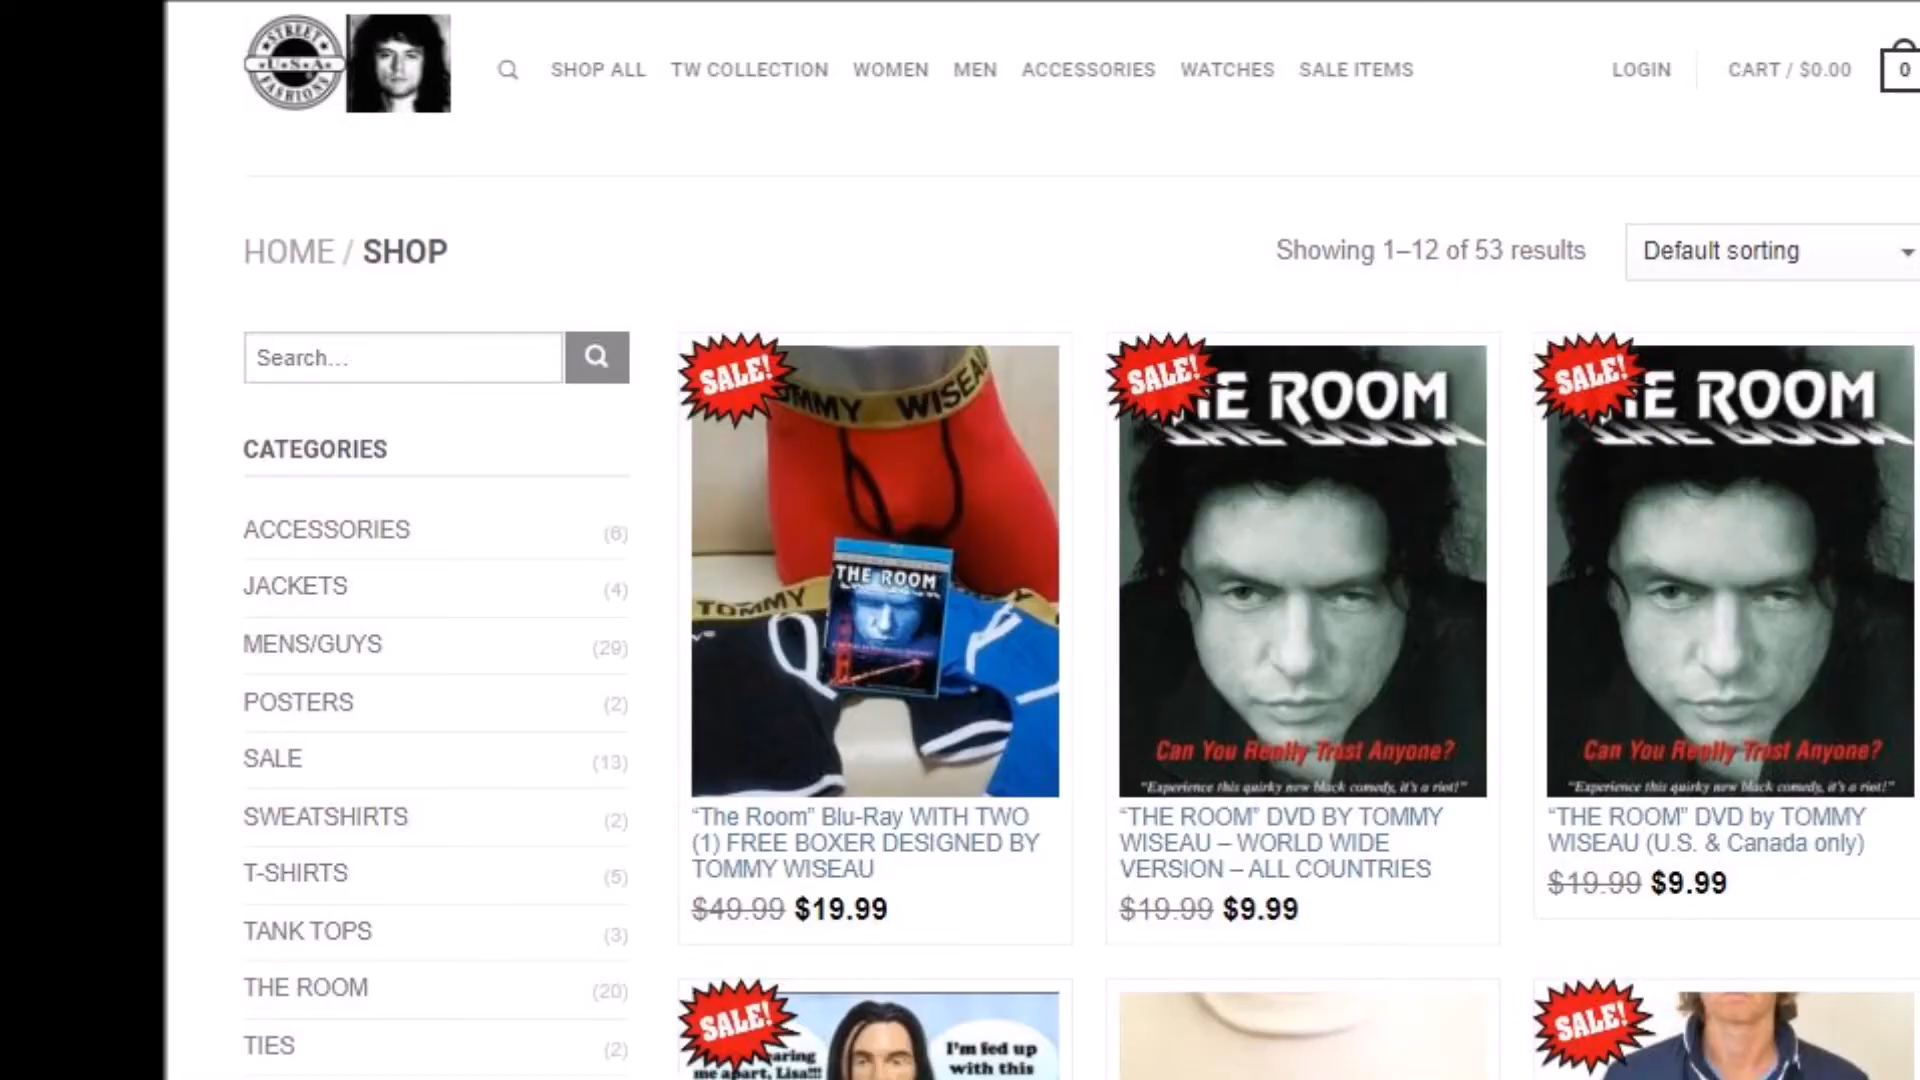 STREET
U.S.A
FASHIONS
SHOP ALL TW COLLECTION WOMEN MEN ACCESSORIES WATCHES SALE ITEMS LOGIN CART / $0.00 0
HOME / SHOP
Showing 1–12 of 53 results
Default sorting
Search...
CATEGORIES
ACCESSORIES (6)
JACKETS (4)
MENS/GUYS (29)
POSTERS (2)
SALE (13)
SWEATSHIRTS (2)
T-SHIRTS (5)
TANK TOPS (3)
THE ROOM (20)
TIES (2)
SALE!
OMMY WISEAU
THE ROOM
TOMMY
“The Room” Blu-Ray WITH TWO
(1) FREE BOXER DESIGNED BY
TOMMY WISEAU
$49.99 $19.99
SALE!
HE ROOM
THE ROOM
Can You Really Trust Anyone?
"Experience this quirky new black comedy, it's a riot!"
“THE ROOM” DVD BY TOMMY
WISEAU – WORLD WIDE
VERSION – ALL COUNTRIES
$19.99 $9.99
SALE!
HE ROOM
THE ROOM
Can You Really Trust Anyone?
"Experience this quirky new black comedy, it's a riot!"
“THE ROOM” DVD by TOMMY
WISEAU (U.S. & Canada only)
$19.99 $9.99
SALE!
earing
me apart, Lisa!!!
I'm fed up
with this
SALE!